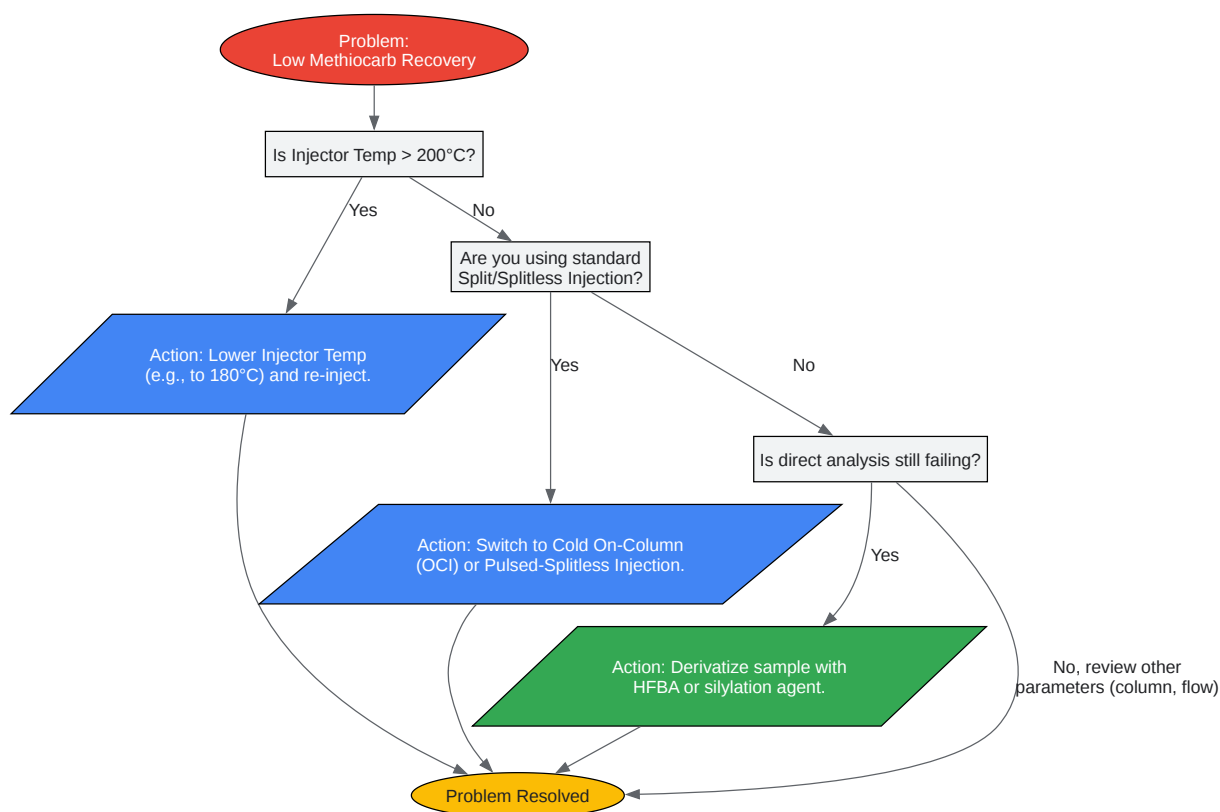 Problem:
Low Methiocarb Recovery
Is Injector Temp > 200°C?
Yes
No
Are you using standard
Split/Splitless Injection?
Action: Lower Injector Temp
(e.g., to 180°C) and re-inject.
Yes
No
Is direct analysis still failing?
Action: Switch to Cold On-Column
(OCI) or Pulsed-Splitless Injection.
Yes
Action: Derivatize sample with
HFBA or silylation agent.
No, review other
parameters (column, flow)
Problem Resolved